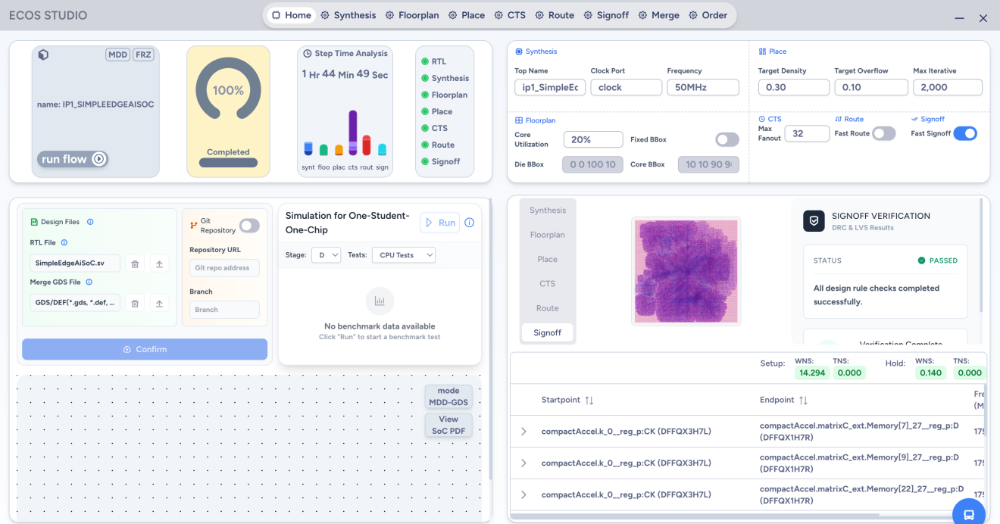 ECOS STUDIO
Home
Synthesis
Floorplan
Place
CTS
Route
Signoff
Merge
Order
MDD
FRZ
name: IP1_SIMPLEEDGEAISOC
run flow
100%
Completed
Step Time Analysis
1 Hr 44 Min 49 Sec
synt floo plac cts rout sign
RTL
Synthesis
Floorplan
Place
CTS
Route
Signoff
Synthesis
Top Name
Clock Port
Frequency
ip1_SimpleEc
clock
50MHz
Place
Target Density
Target Overflow
Max Iterative
0.30
0.10
2,000
Floorplan
Core
Utilization
20%
Fixed BBox
Die BBox
0 0 100 10
Core BBox
10 10 90 9
CTS
Max
Fanout
32
Route
Fast Route
Signoff
Fast Signoff
Design Files
RTL File
SimpleEdgeAiSoC.sv
Merge GDS File
GDS/DEF(*.gds, *.def, ...
Git
Repository
Repository URL
Git repo address
Branch
Branch
Confirm
Simulation for One-Student-
One-Chip
Run
Stage:
D
Tests:
CPU Tests
No benchmark data available
Click "Run" to start a benchmark test
mode
MDD-GDS
View
SoC PDF
Synthesis
Floorplan
Place
CTS
Route
Signoff
SIGNOFF VERIFICATION
DRC & LVS Results
STATUS
PASSED
All design rule checks completed
successfully.
Verification Complete
Setup:
WNS:
14.294
TNS:
0.000
Hold:
WNS:
0.140
TNS:
0.000
Startpoint
Endpoint
Fre
(M
compactAccel.k_0__reg_p:CK (DFFQX3H7L)
compactAccel.matrixC_ext.Memory[7]_27__reg_p:D
(DFFQX1H7R)
175
compactAccel.k_0__reg_p:CK (DFFQX3H7L)
compactAccel.matrixC_ext.Memory[9]_27__reg_p:D
(DFFQX1H7R)
175
compactAccel.k_0__reg_p:CK (DFFQX3H7L)
compactAccel.matrixC_ext.Memory[22]_27__reg_p:D
(DFFQX1H7R)
175